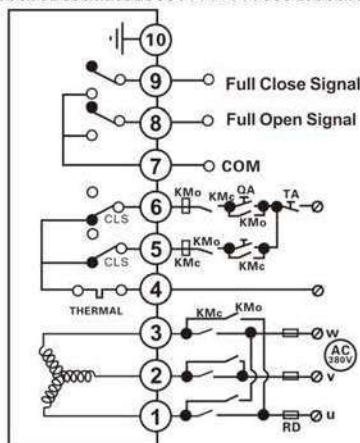 10
9 Full Close Signal
8 Full Open Signal
7 COM
6 KMo KMc QA KMo TA
CLS
5 KMc KMo KMc
CLS
4
THERMAL
3 KMc KMo w
AC
380V
2 v
1 u
RD